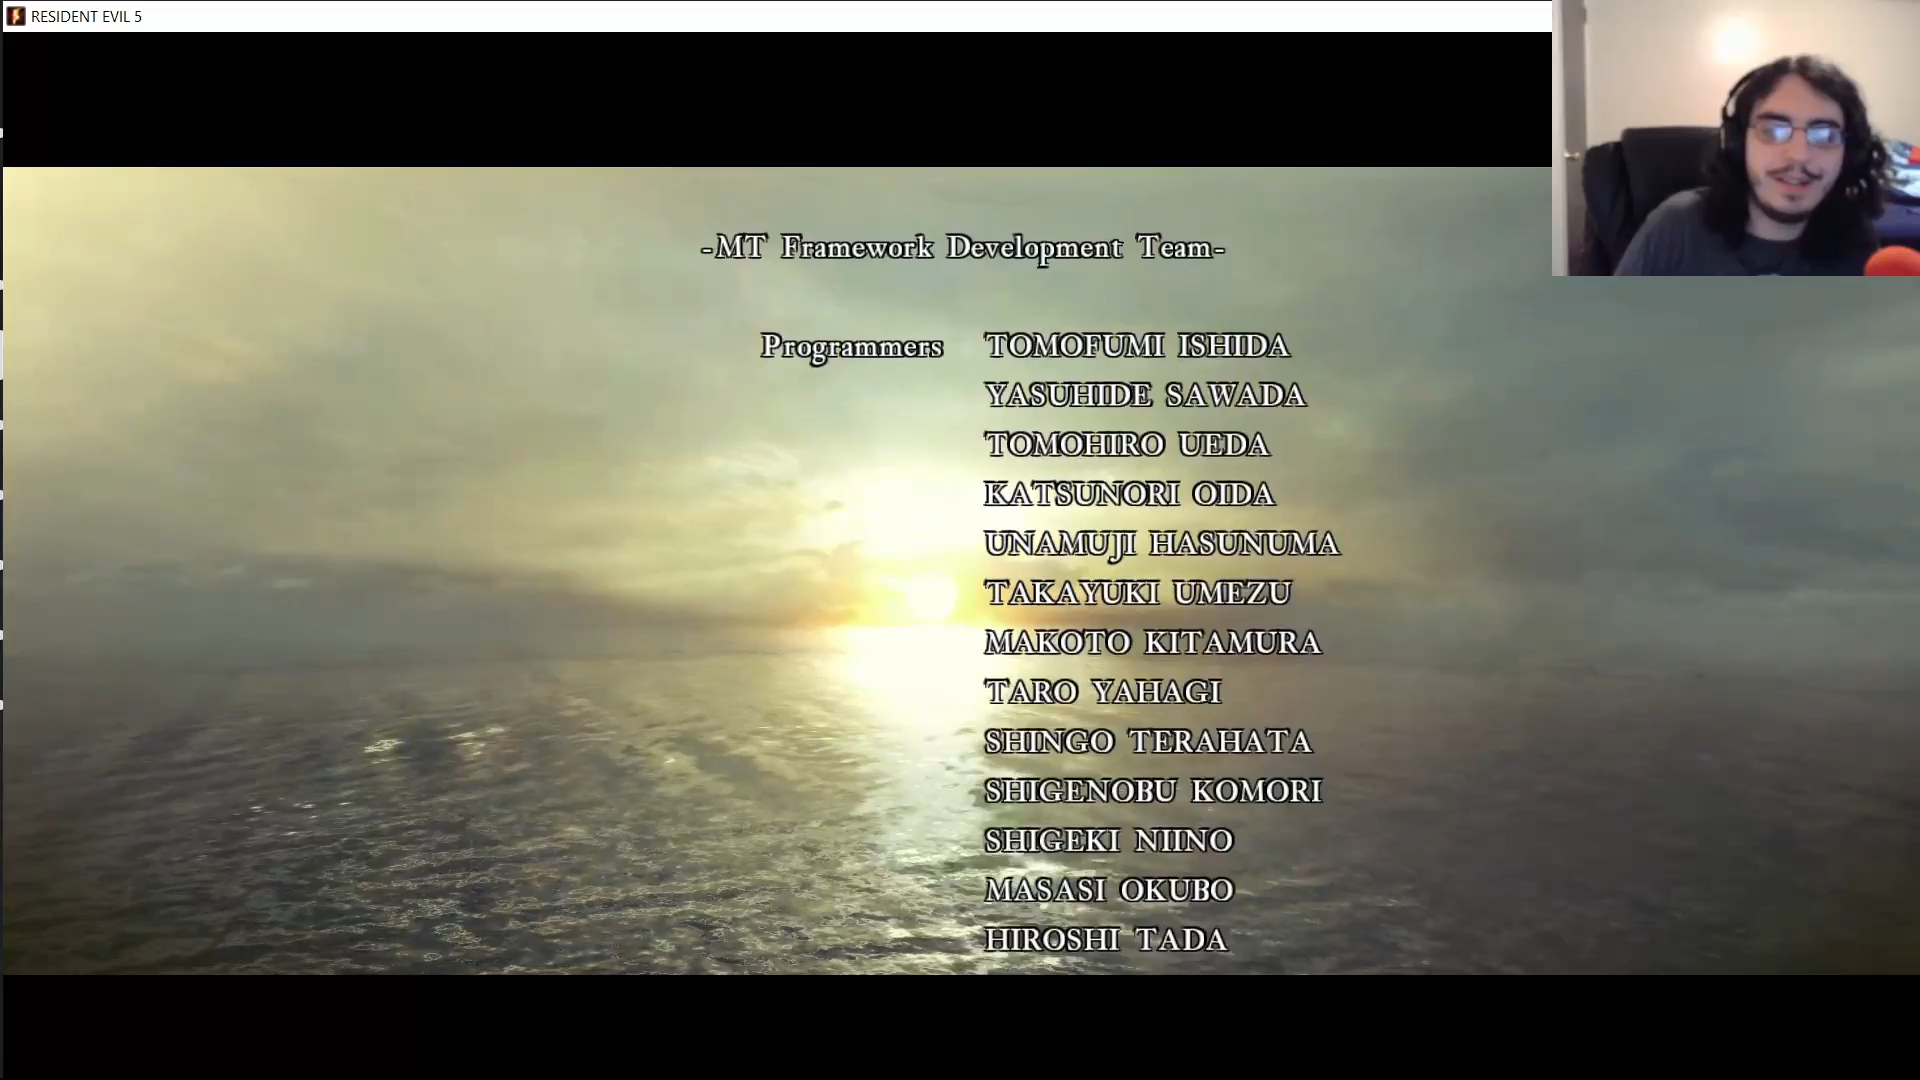 RESIDENT EVIL 5
-MT Framework Development Team-
Programmers TOMOFUMI ISHIDA
YASUHIDE SAWADA
TOMOHIRO UEDA
KATSUNORI OIDA
UNAMUJI HASUNUMA
TAKAYUKI UMEZU
MAKOTO KITAMURA
TARO YAHAGI
SHINGO TERAHATA
SHIGENOBU KOMORI
SHIGEKI NIINO
MASASI OKUBO
HIROSHI TADA